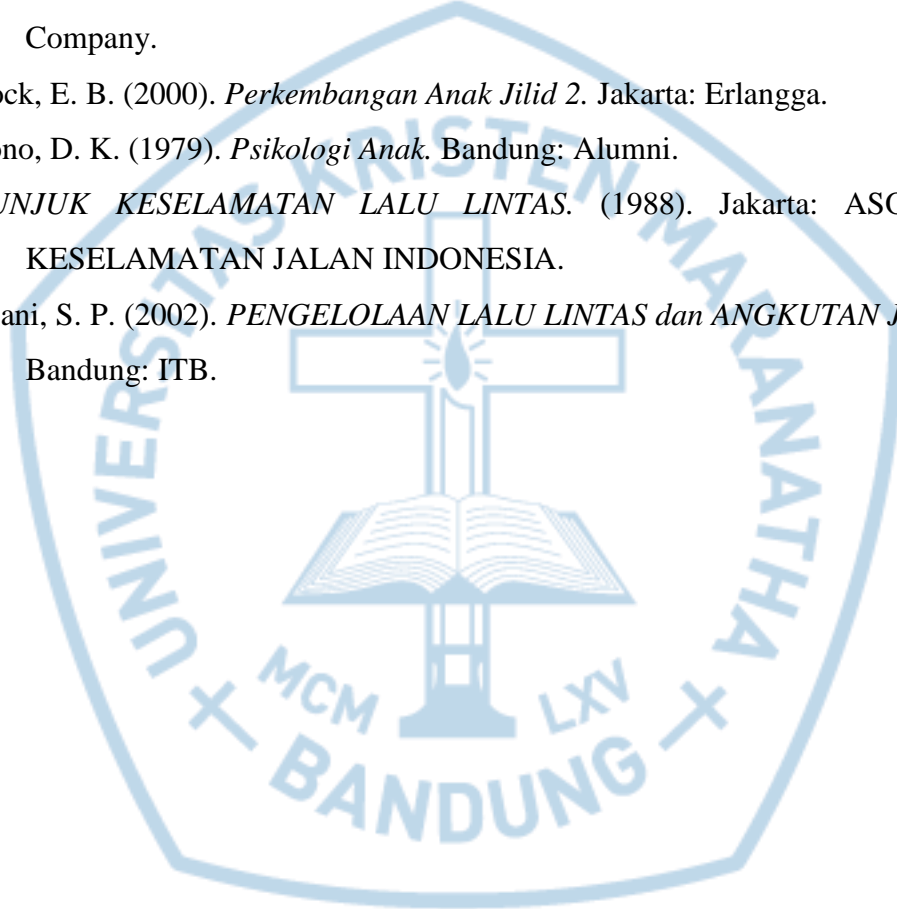 Company.
ock, E. B. (2000). Perkembangan Anak Jilid 2. Jakarta: Erlangga.
ono, D. K. (1979). Psikologi Anak. Bandung: Alumni.
UNJUK KESELAMATAN LALU LINTAS. (1988). Jakarta: ASO
KESELAMATAN JALAN INDONESIA.
ani, S. P. (2002). PENGELOLAAN LALU LINTAS dan ANGKUTAN J
Bandung: ITB.
UNIVERSITAS KRISTEN MARANATHA
MCM LXV
BANDUNG